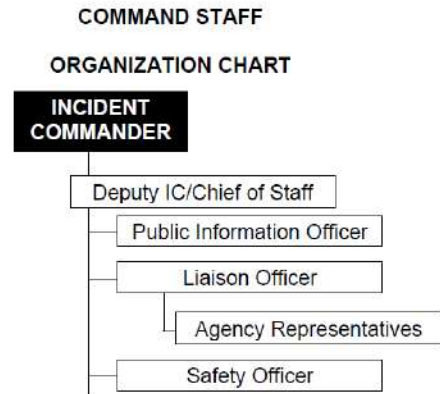 COMMAND STAFF
ORGANIZATION CHART
INCIDENT
COMMANDER
Deputy IC/Chief of Staff
Public Information Officer
Liaison Officer
Agency Representatives
Safety Officer